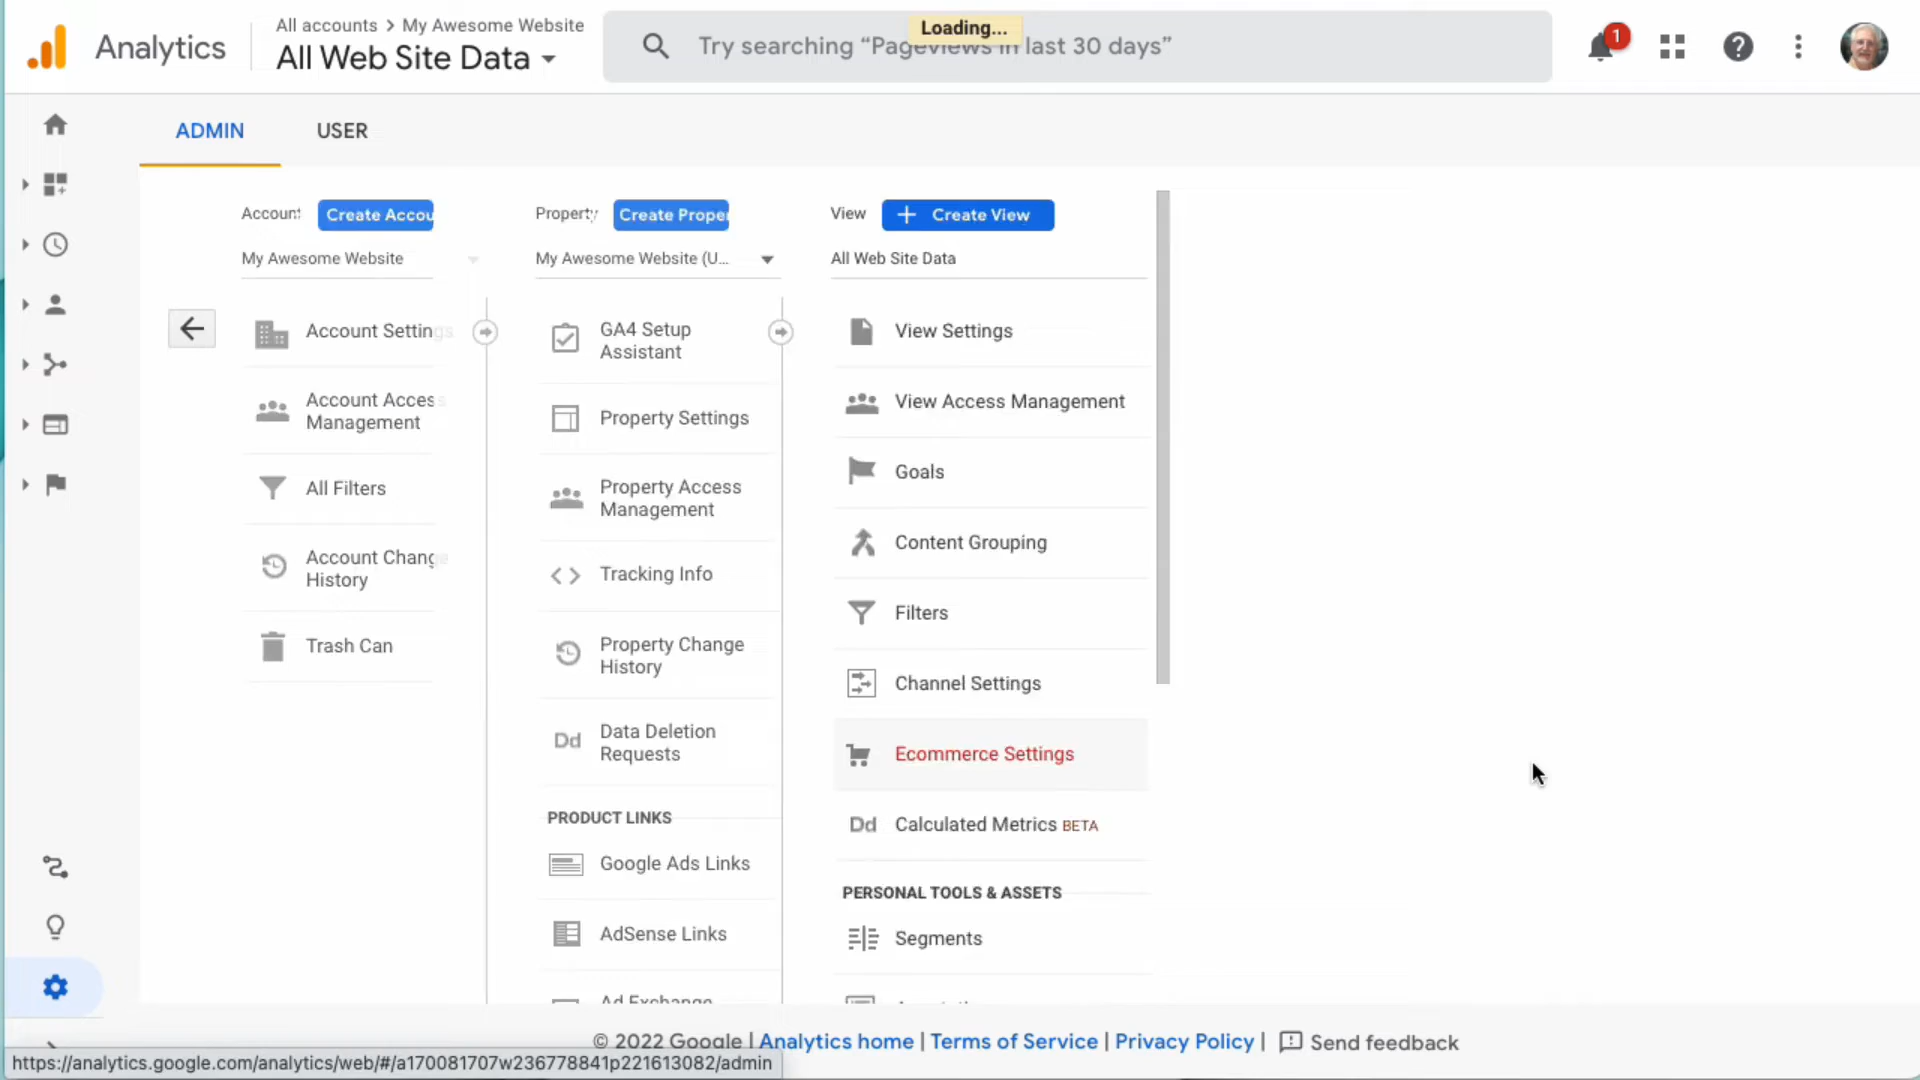 All accounts > My Awesome Website
Analytics
All Web Site Data
Loading...
Try searching “Pageviews in last 30 days”
1
ADMIN
USER
Account
Create Accou
Property
Create Proper
View
+ Create View
My Awesome Website
My Awesome Website (U...
All Web Site Data
Account Settings
Account Access
Management
All Filters
Account Change
History
Trash Can
GA4 Setup
Assistant
Property Settings
Property Access
Management
Tracking Info
Property Change
History
Dd
Data Deletion
Requests
PRODUCT LINKS
Google Ads Links
AdSense Links
Ad Exchange
View Settings
View Access Management
Goals
Content Grouping
Filters
Channel Settings
Ecommerce Settings
Dd
Calculated Metrics BETA
PERSONAL TOOLS & ASSETS
Segments
© 2022 Google | Analytics home | Terms of Service | Privacy Policy | Send feedback
https://analytics.google.com/analytics/web/#/a170081707w236778841p221613082/admin